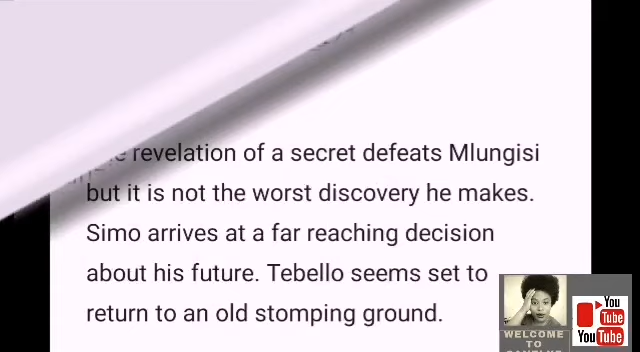 revelation of a secret defeats Mlungisi
but it is not the worst discovery he makes.
Simo arrives at a far reaching decision
about his future. Tebello seems set to
return to an old stomping ground.
You
Tube
YouTube
WELCOME
TO